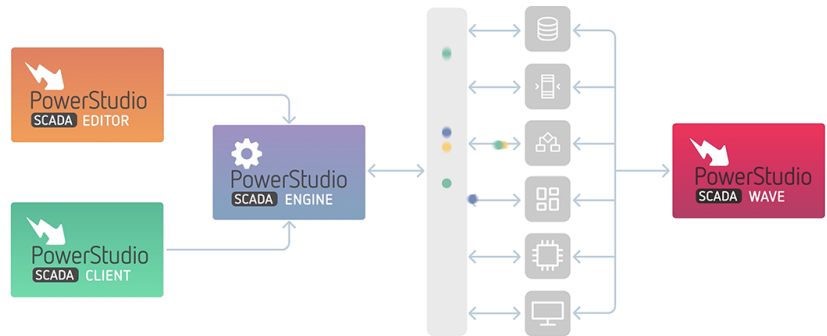 PowerStudio
SCADA EDITOR
PowerStudio
SCADA CLIENT
PowerStudio
SCADA ENGINE
PowerStudio
SCADA WAVE